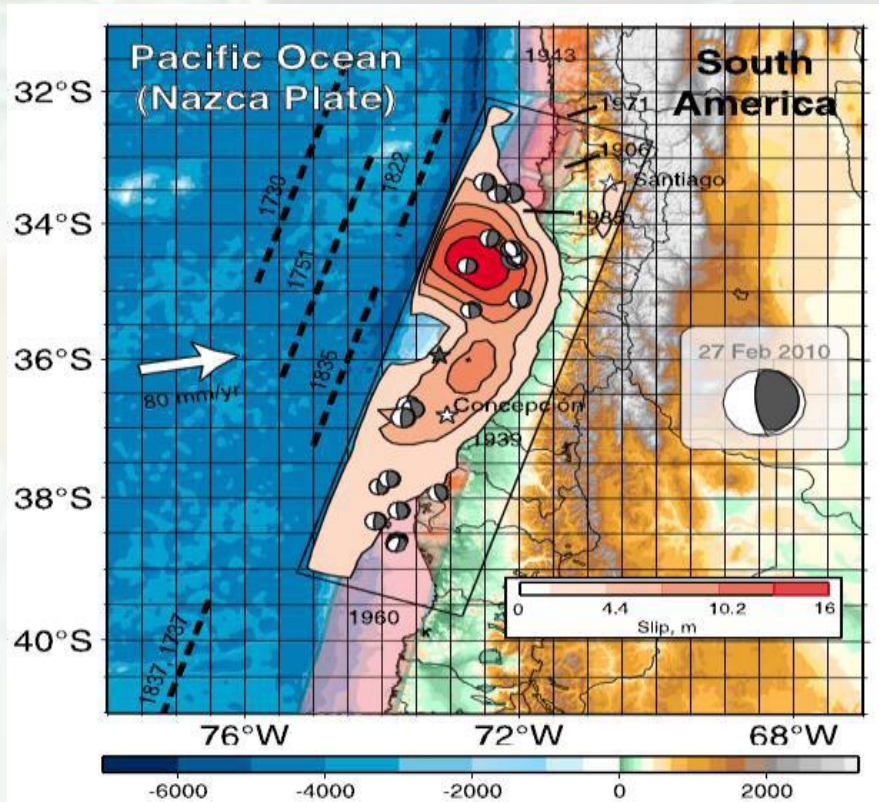 Pacific Ocean
(Nazca Plate)
South
America
1943
1971
1906
Santiago
1985
1822
1730
1751
1835
80 mm/yr
27 Feb 2010
Concepción
1939
1960
1837, 1737
0 4.4 10.2 16
Slip, m
32°S
34°S
36°S
38°S
40°S
76°W 72°W 68°W
-6000 -4000 -2000 0 2000